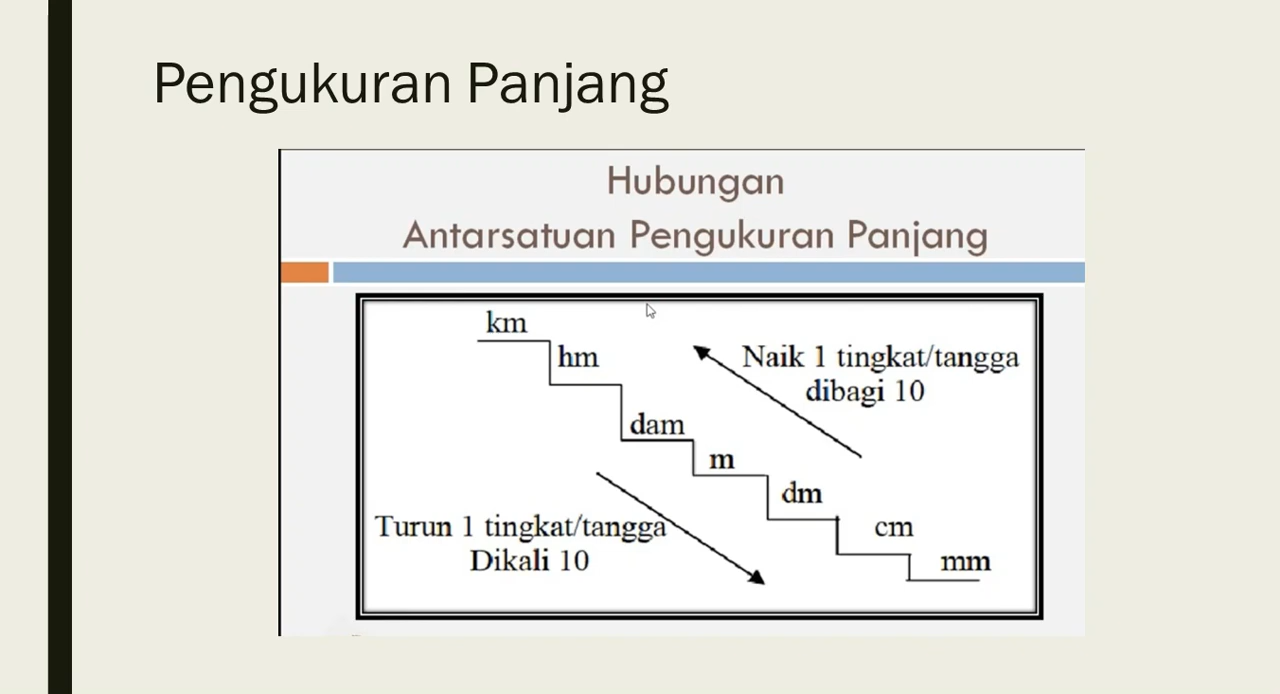 Pengukuran Panjang
Hubungan
Antarsatuan Pengukuran Panjang
km
hm
dam
m
dm
cm
mm
Naik 1 tingkat/tangga
dibagi 10
Turun 1 tingkat/tangga
Dikali 10